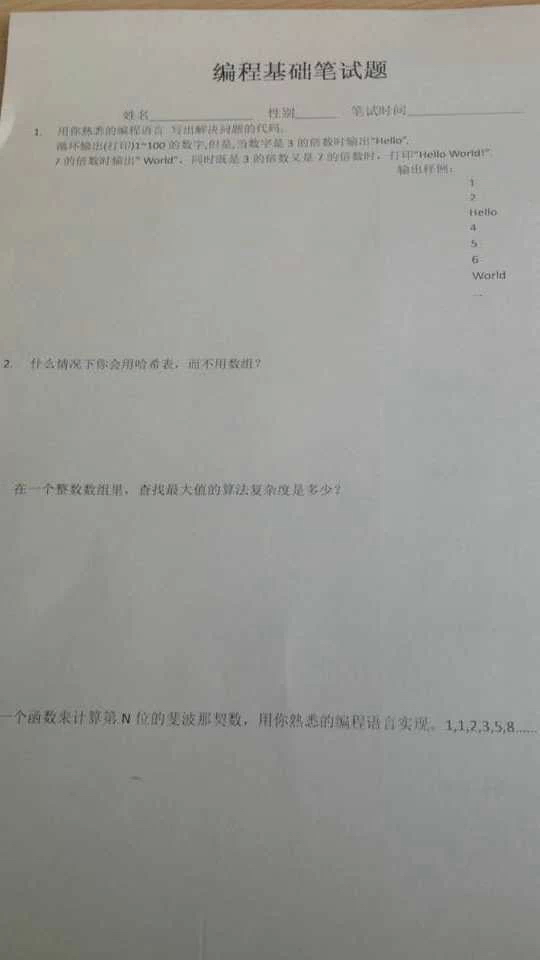 编程基础笔试题
姓名____________ 性别______ 笔试时间______________
1. 用你熟悉的编程语言 写出解决问题的代码。
循环输出(打印)1~100 的数字,但是,当数字是 3 的倍数时输出"Hello",
7 的倍数时输出" World"，同时既是 3 的倍数又是 7 的倍数时，打印"Hello World!".
输出样例：
1
2
Hello
4
5
6
World
...
2. 什么情况下你会用哈希表，而不用数组？
在一个整数数组里，查找最大值的算法复杂度是多少？
一个函数来计算第 N 位的斐波那契数，用你熟悉的编程语言实现。1,1,2,3,5,8......